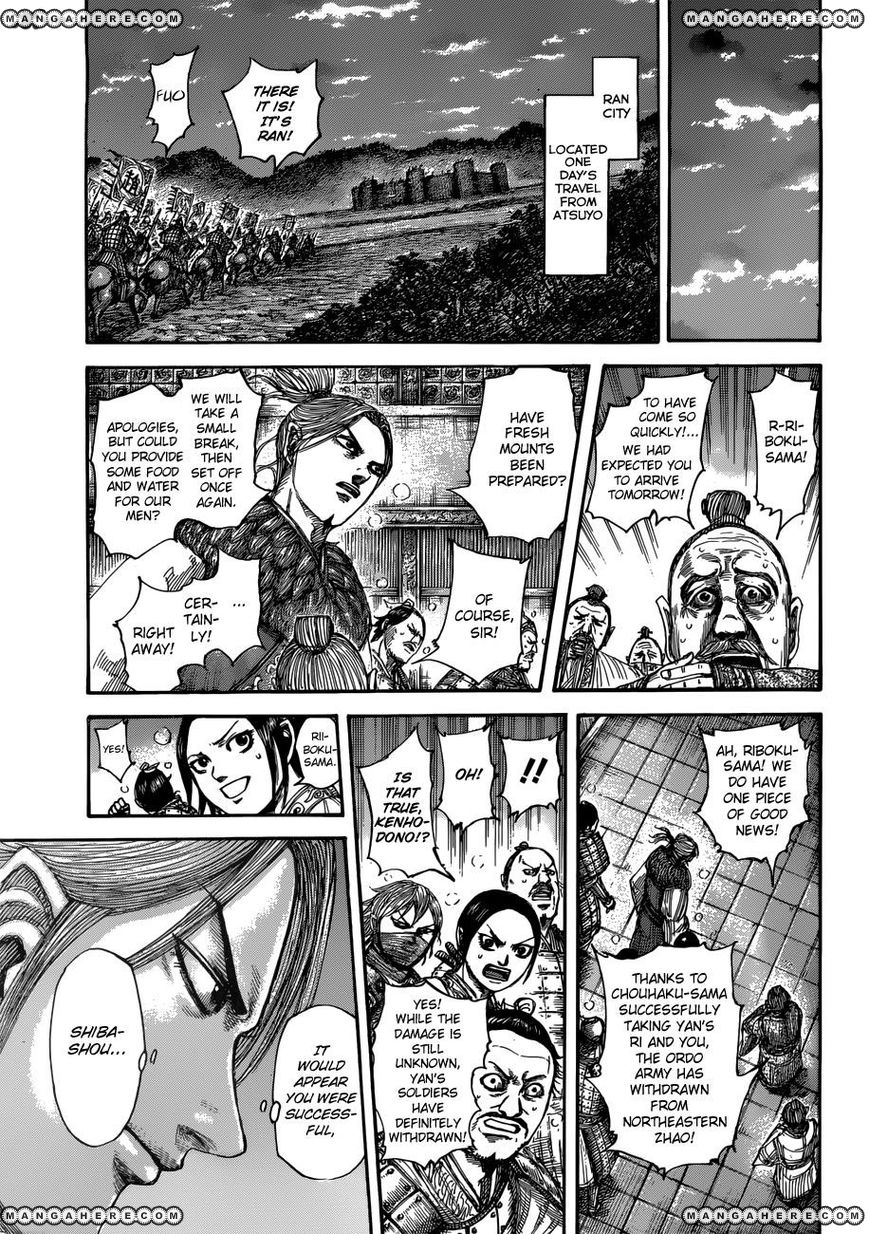 MANGAHERE.COM
MANGAHERE.COM
RAN
CITY
LOCATED
ONE
DAY'S
TRAVEL
FROM
ATSUYO
THERE
IT IS!
IT'S
RAN!
FUO
趙
R-RI-
BOKU-
SAMA!
TO HAVE
COME SO
QUICKLY!...
WE HAD
EXPECTED YOU
TO ARRIVE
TOMORROW!
HAVE
FRESH
MOUNTS
BEEN
PREPARED?
OF
COURSE,
SIR!
WE WILL
TAKE A
SMALL
BREAK,
THEN
SET OFF
ONCE
AGAIN.
APOLOGIES,
BUT COULD
YOU PROVIDE
SOME FOOD
AND WATER
FOR OUR
MEN?
...
CER-
TAIN-
LY!
RIGHT
AWAY!
AH, RIBOKU-
SAMA! WE
DO HAVE
ONE PIECE
OF GOOD
NEWS!
THANKS TO
CHOUHAKU-SAMA
SUCCESSFULLY
TAKING YAN'S
RI AND YOU,
THE ORDO
ARMY HAS
WITHDRAWN
FROM
NORTHEASTERN
ZHAO!
!!
OH!
IS
THAT
TRUE,
KENHO-
DONO!?
YES!
WHILE THE
DAMAGE IS
STILL
UNKNOWN,
YAN'S
SOLDIERS
HAVE
DEFINITELY
WITHDRAWN!
RII-
BOKU-
SAMA.
YES!
IT
WOULD
APPEAR
YOU WERE
SUCCESS-
FUL,
SHIBA-
SHOU...
MANGAHERE.COM
MANGAHERE.COM